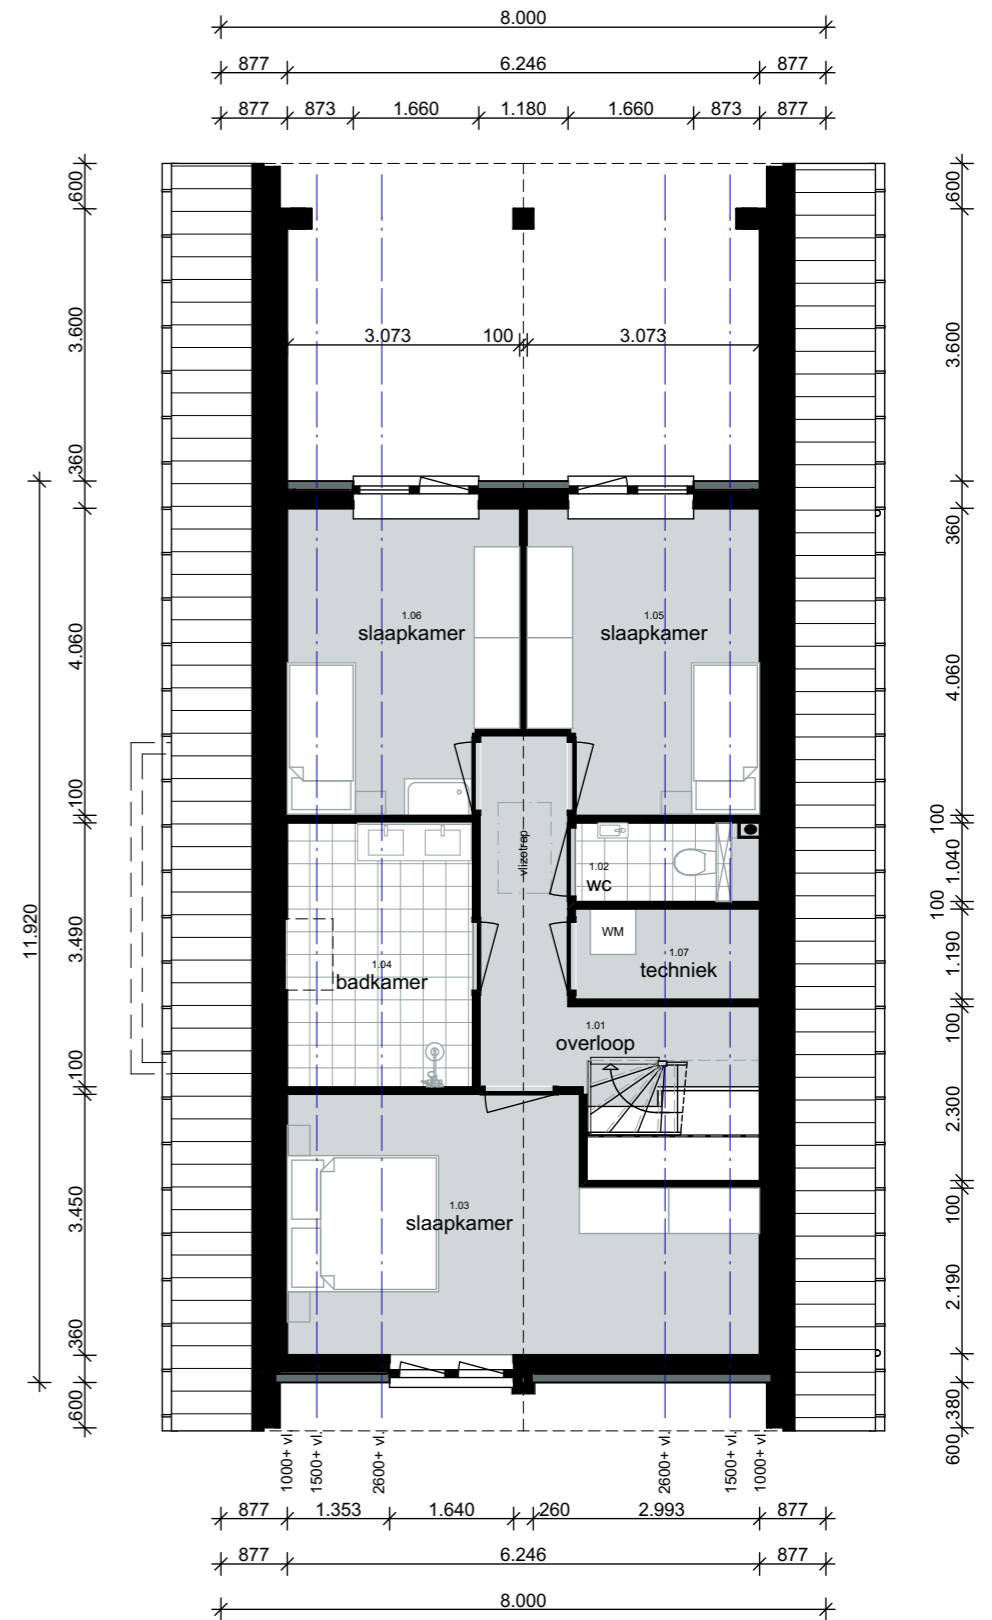 8.000
877 6.246 877
877 873 1.660 1.180 1.660 873 877
600
3.600
360
4.060
100
3.490
100
3.450
360
600
11.920
600
3.600
360
4.060
100
1.040
100
1.190
100
2.300
100
2.190
380
600
3.073 100 3.073
1.06
slaapkamer
1.05
slaapkamer
vlizotrap
1.02
wc
WM
1.07
techniek
1.04
badkamer
1.01
overloop
1.03
slaapkamer
1000+ vl.
1500+ vl.
2600+ vl.
2600+ vl.
1500+ vl.
1000+ vl.
877 1.353 1.640 260 2.993 877
877 6.246 877
8.000